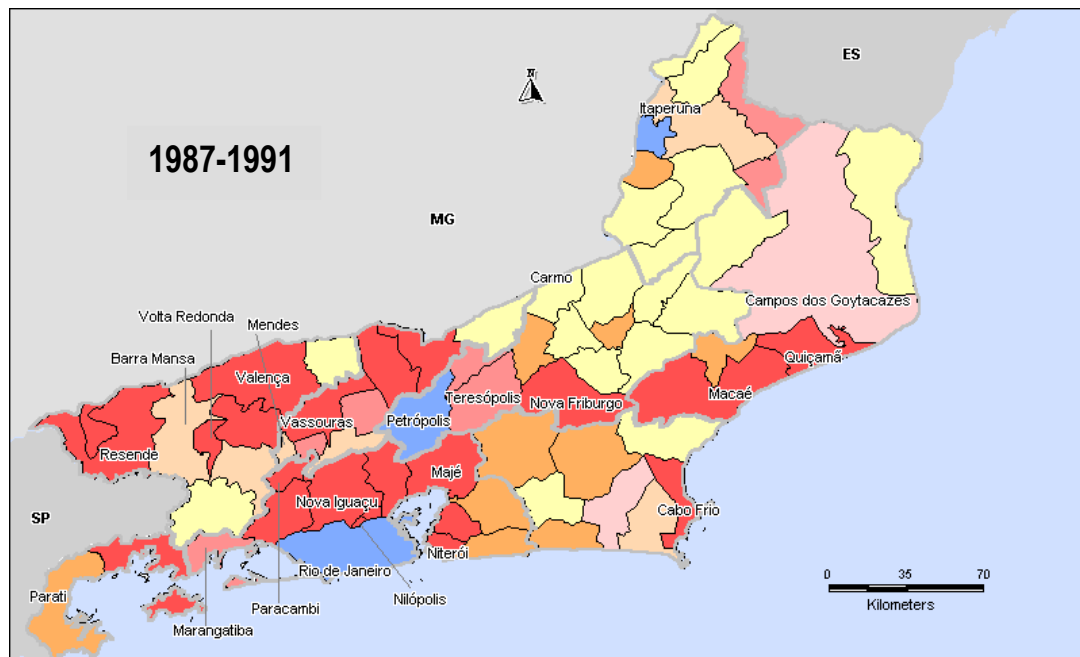 ES
N
Itaperuna
1987-1991
MG
Carmo
Campos dos Goytacazes
Volta Redonda
Mendes
Barra Mansa
Quiçamã
Valença
Teresópolis
Macaé
Nova Friburgo
Vassouras
Petrópolis
Resende
Majé
Nova Iguaçu
Cabo Frio
SP
Niterói
Rio de Janeiro
0 35 70
Parati
Nilópolis
Kilometers
Paracambi
Marangatiba